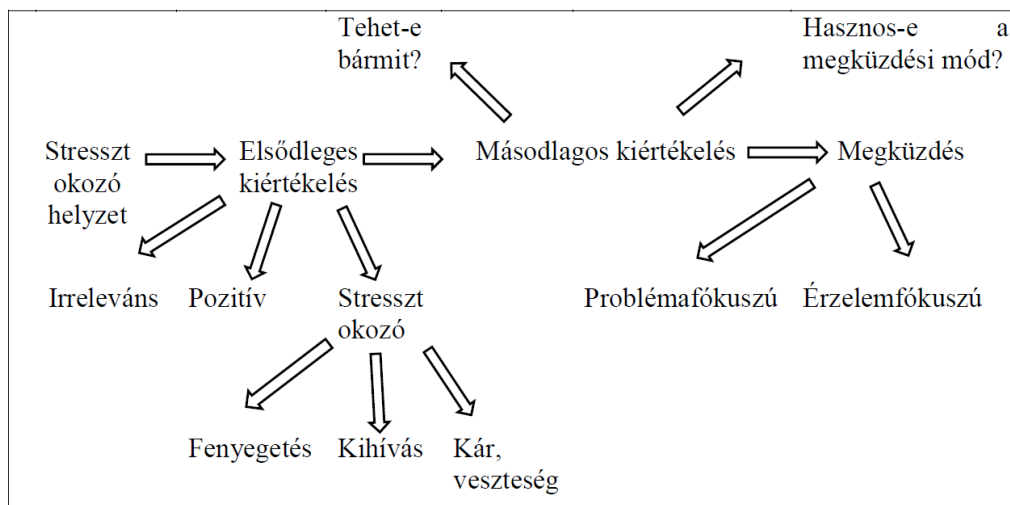 Tehet-e
bármit?
Hasznos-e a
megküzdési mód?
Stresszt
okozó
helyzet
Elsődleges
kiértékelés
Másodlagos kiértékelés
Megküzdés
Irreleváns
Pozitív
Stresszt
okozó
Problémafókuszú
Érzelemfókuszú
Fenyegetés
Kihívás
Kár,
veszteség